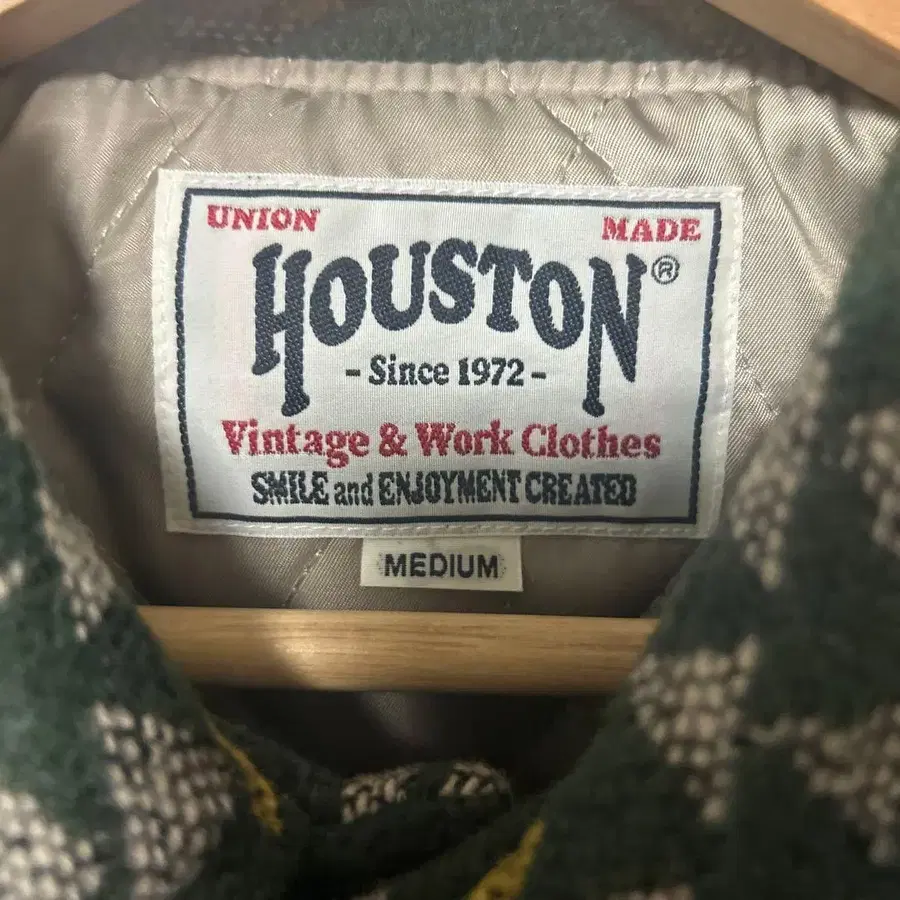 UNION MADE
HOUSTON®
- Since 1972 -
Vintage & Work Clothes
SMILE and ENJOYMENT CREATED
MEDIUM